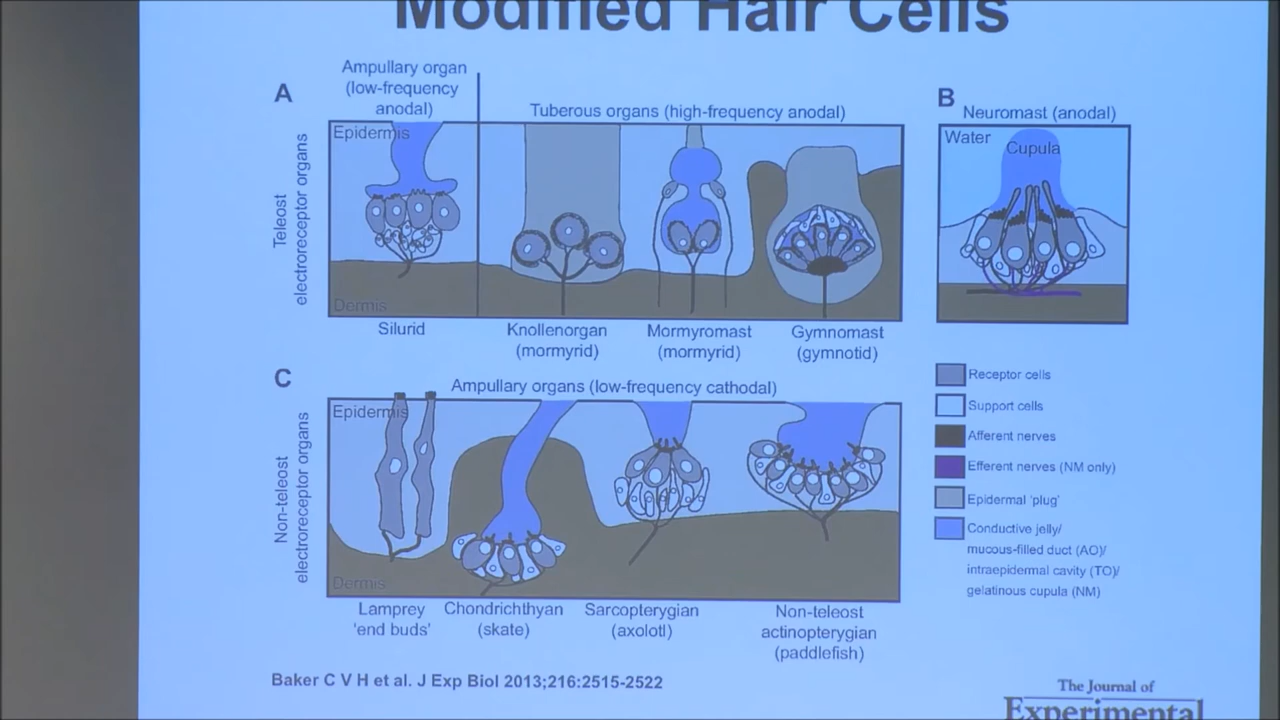 Modified Hair Cells
A
Ampullary organ
(low-frequency
anodal)
Tuberous organs (high-frequency anodal)
Teleost
electroreceptor organs
Epidermis
Dermis
Silurid
Knollenorgan
(mormyrid)
Mormyromast
(mormyrid)
Gymnomast
(gymnotid)
B
Neuromast (anodal)
Water
Cupula
C
Ampullary organs (low-frequency cathodal)
Non-teleost
electroreceptor organs
Epidermis
Dermis
Lamprey
'end buds'
Chondrichthyan
(skate)
Sarcopterygian
(axolotl)
Non-teleost
actinopterygian
(paddlefish)
Receptor cells
Support cells
Afferent nerves
Efferent nerves (NM only)
Epidermal 'plug'
Conductive jelly/
mucous-filled duct (AO)/
intraepidermal cavity (TO)/
gelatinous cupula (NM)
Baker C V H et al. J Exp Biol 2013;216:2515-2522
The Journal of
Experimental